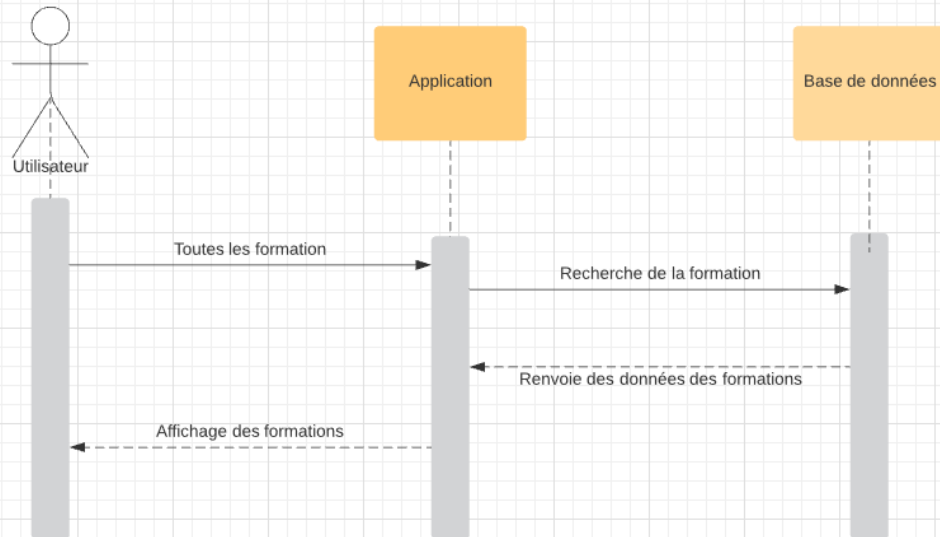 Utilisateur
Application
Base de données
Toutes les formation
Recherche de la formation
Renvoie des données des formations
Affichage des formations